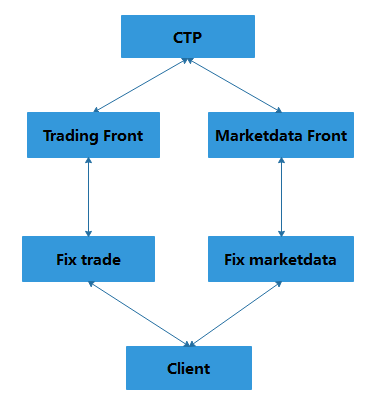 CTP
Trading Front
Marketdata Front
Fix trade
Fix marketdata
Client